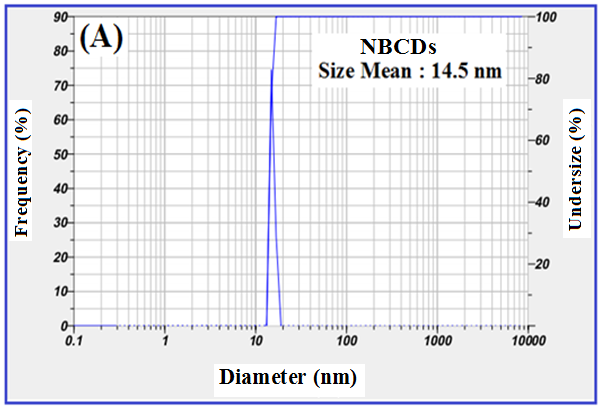 (A)
NBCDs
Size Mean : 14.5 nm
Frequency (%)
90
80
70
60
50
40
30
20
10
0
100
80
60
40
20
Undersize (%)
0.1 1 10 100 1000 10000
Diameter (nm)